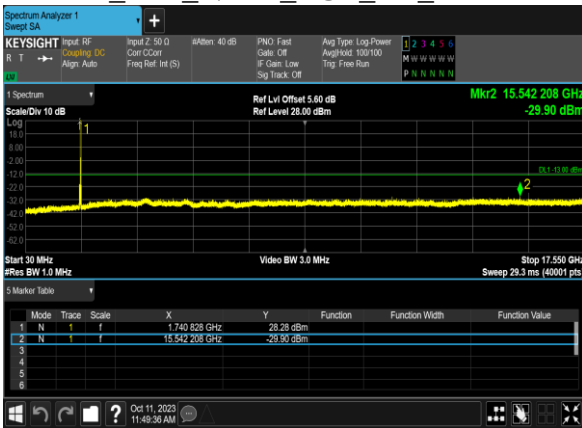 Spectrum Analyzer 1
Swept SA
KEYSIGHT
R T
LW
Input: RF
Coupling: DC
Align: Auto
Input Z: 50 Ω
Corr CCorr
Freq Ref: Int (S)
#Atten: 40 dB
PNO: Fast
Gate: Off
IF Gain: Low
Sig Track: Off
Avg Type: Log-Power
Avg|Hold: 100/100
Trig: Free Run
1 2 3 4 5 6
M W W W W W
P N N N N N
1 Spectrum
Scale/Div 10 dB
Ref Lvl Offset 5.60 dB
Ref Level 28.00 dBm
Mkr2 15.542 208 GHz
-29.90 dBm
Log
18.0
8.00
-2.00
-12.0
-22.0
-32.0
-42.0
-52.0
-62.0
1
DL1 -13.00 dBm
2
Start 30 MHz
#Res BW 1.0 MHz
Video BW 3.0 MHz
Stop 17.550 GHz
Sweep 29.3 ms (40001 pts
5 Marker Table
Mode Trace Scale X Y Function Function Width Function Value
1 N 1 f 1.740 828 GHz 28.28 dBm
2 N 1 f 15.542 208 GHz -29.90 dBm
3
4
5
6
?
Oct 11, 2023
11:49:36 AM